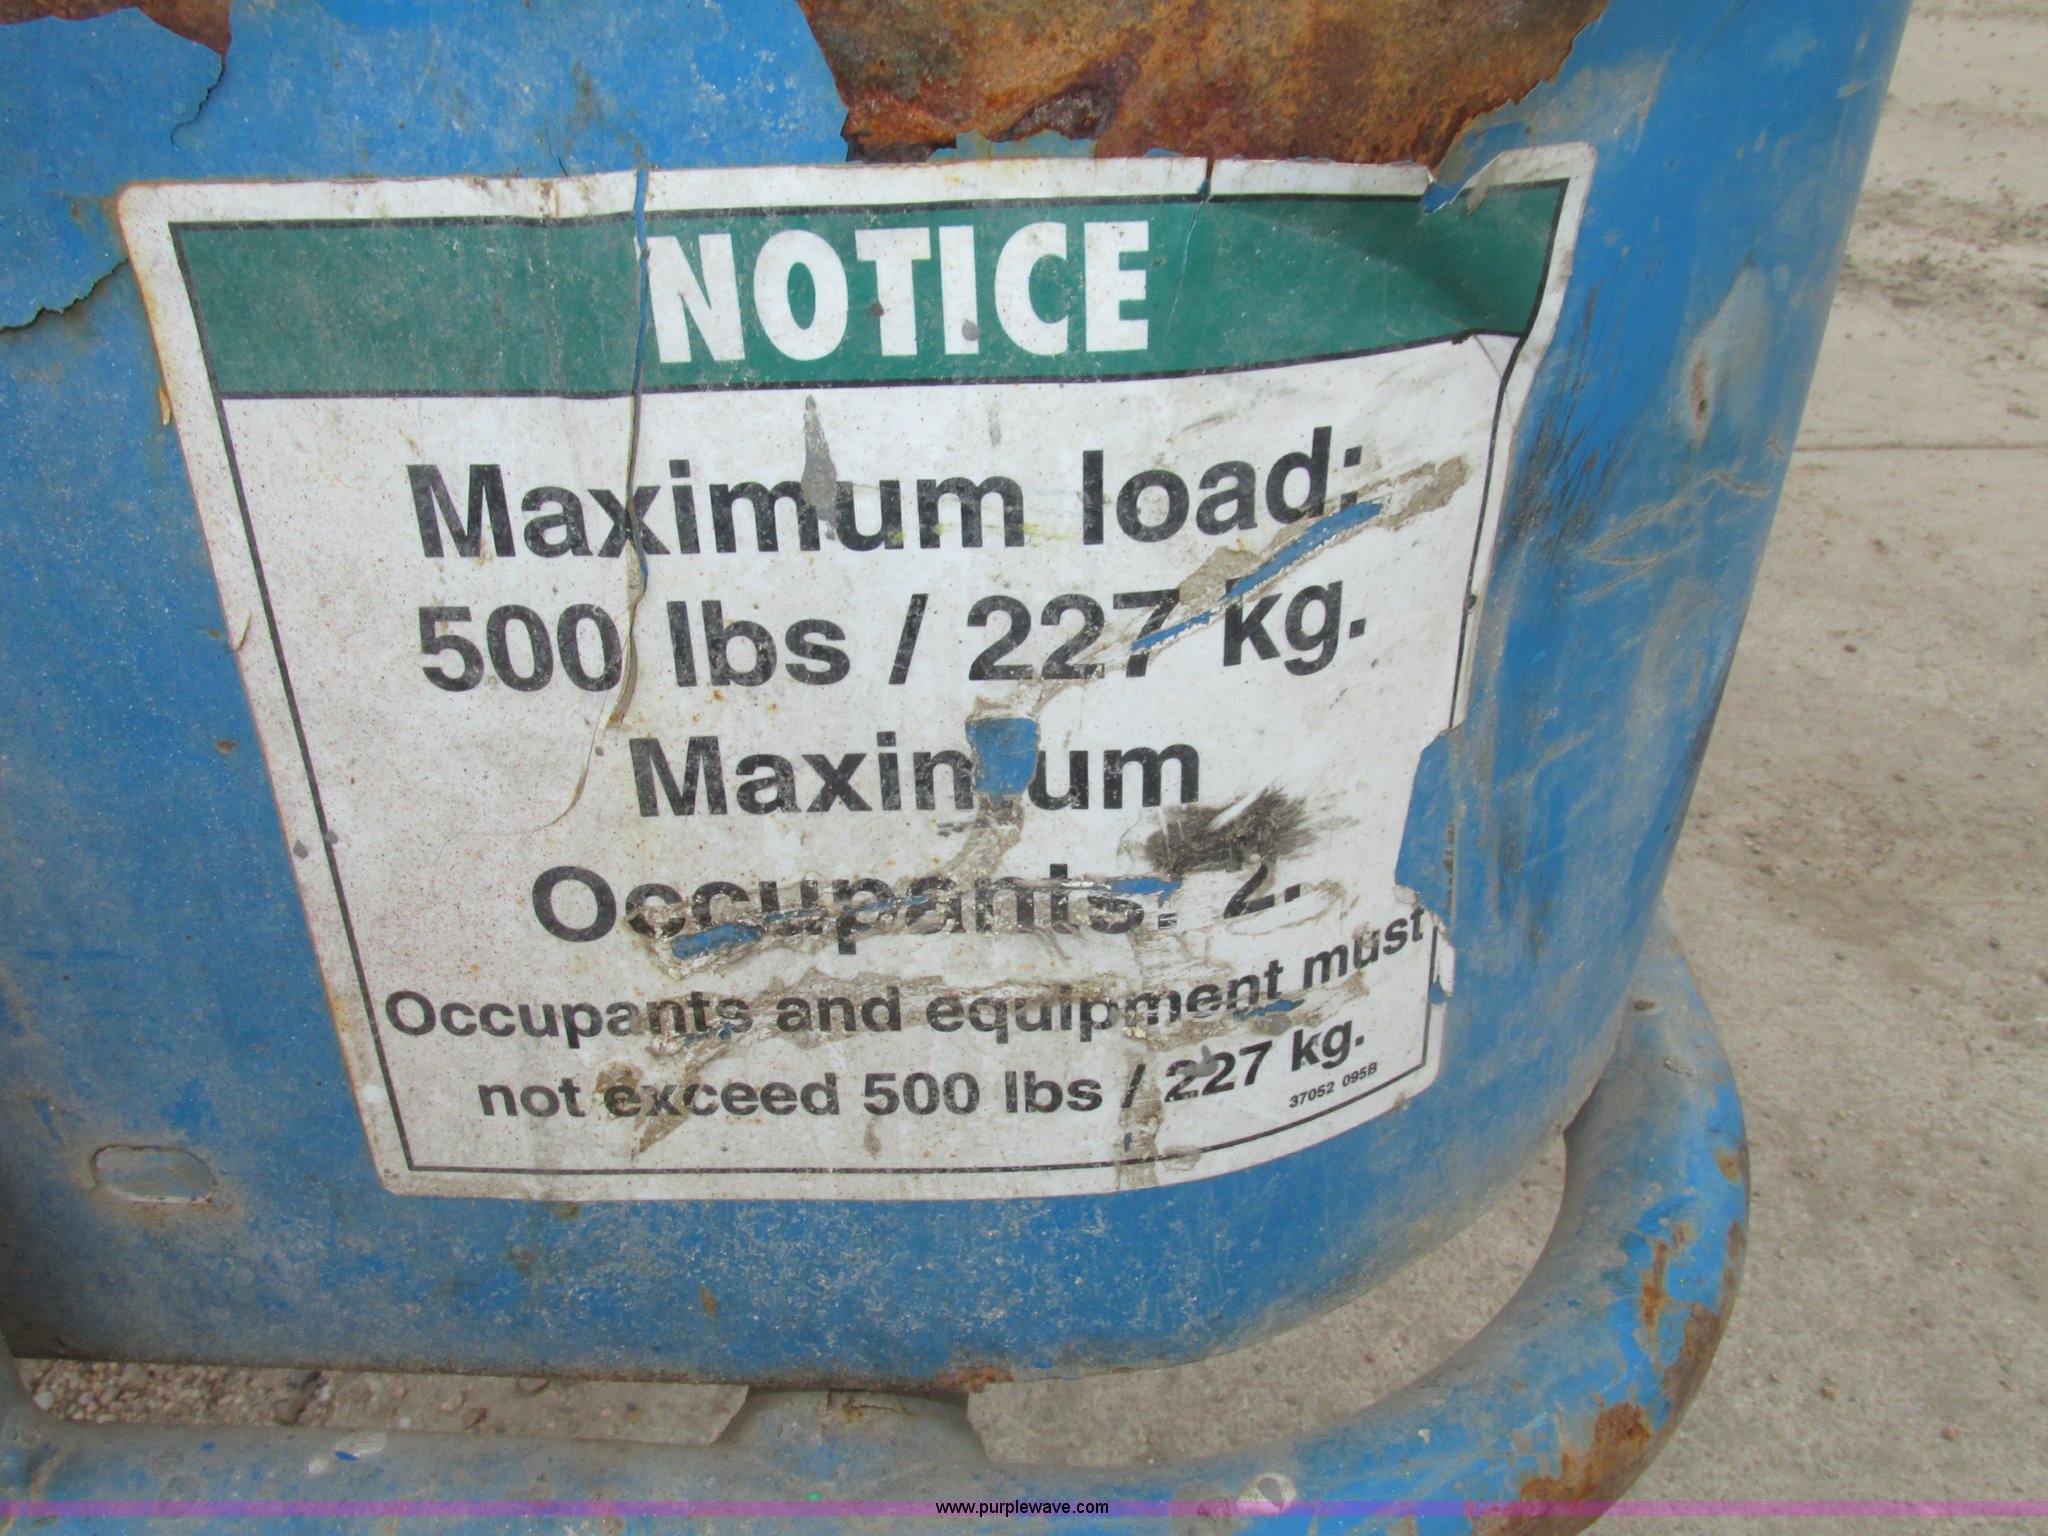 NOTICE
Maximum load:
500 lbs / 227 kg.
Maximum
Occupants: 2.
Occupants and equipment must
not exceed 500 lbs / 227 kg.
37052 095B
www.purplewave.com